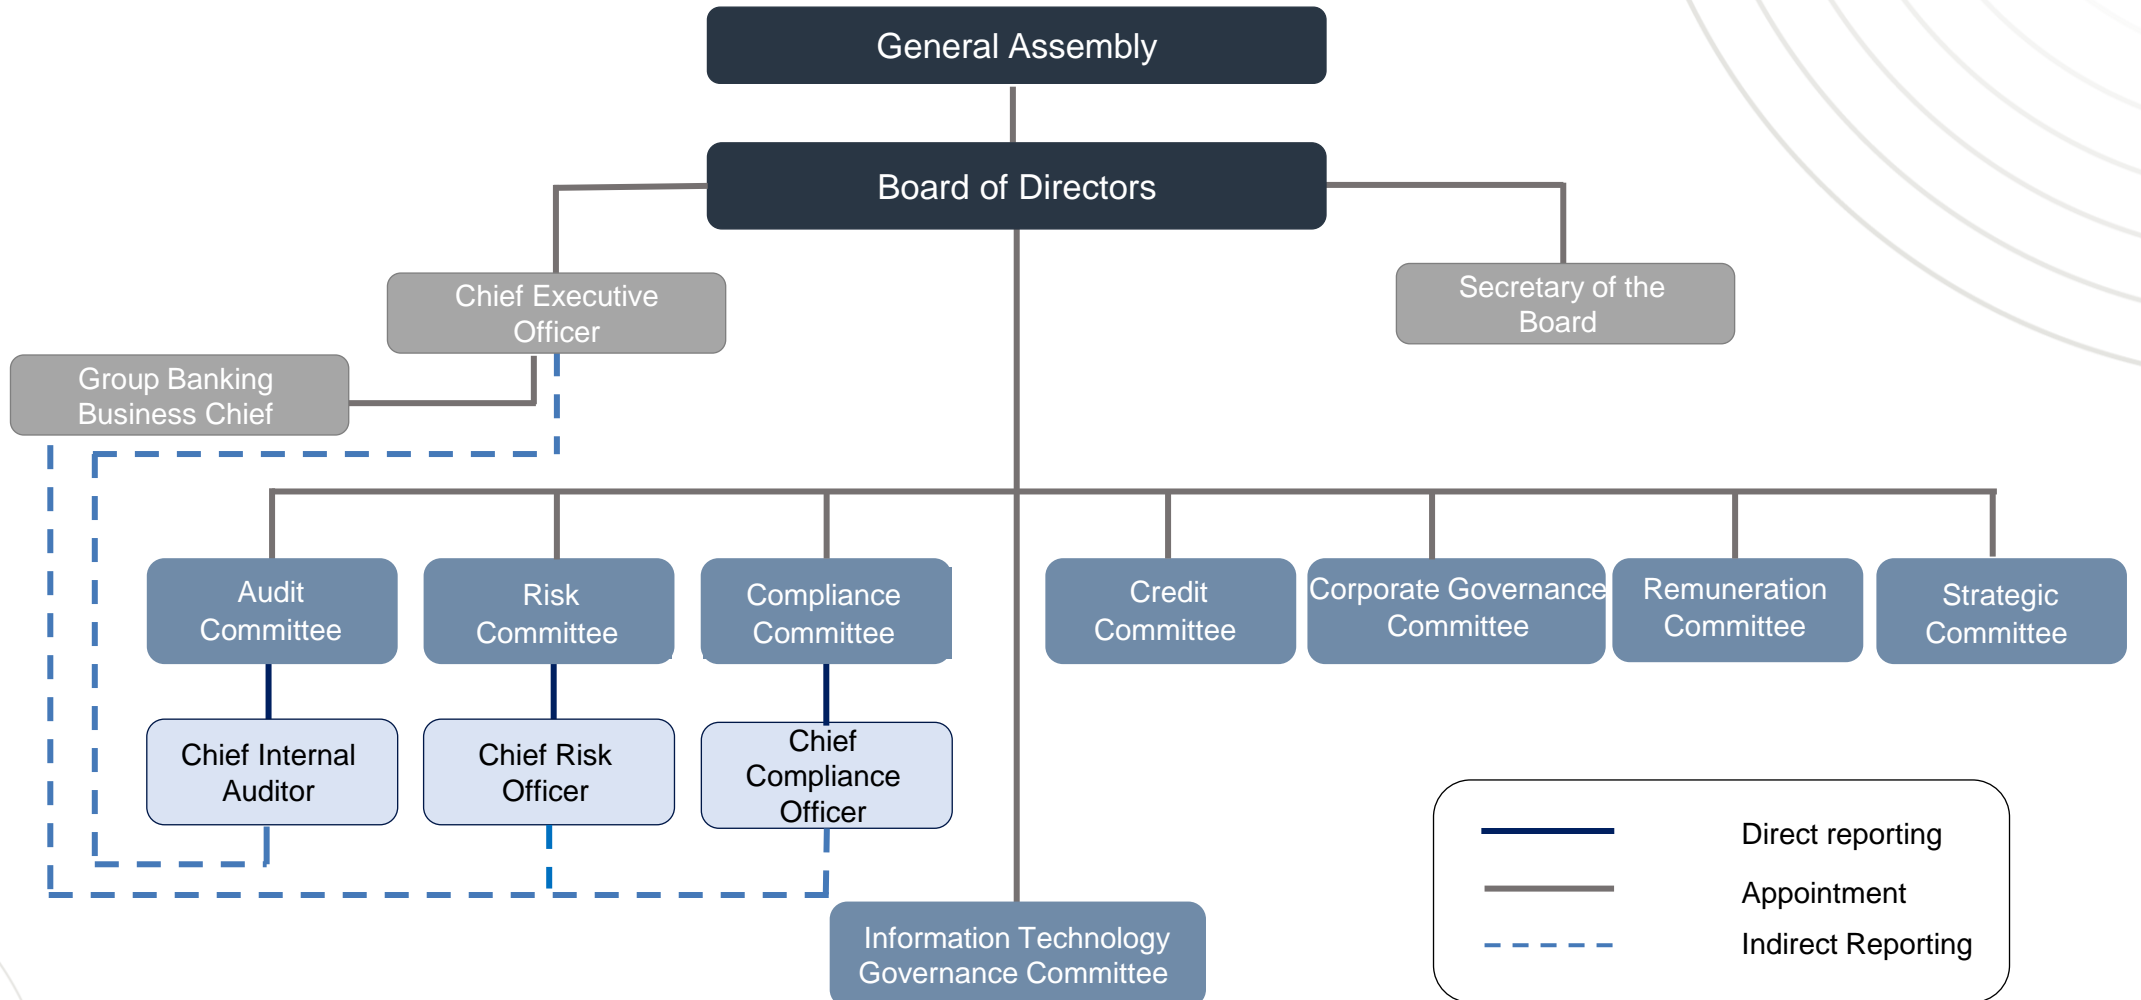 General Assembly
Board of Directors
Chief Executive
Officer
Secretary of the
Board
Group Banking
Business Chief
Audit
Committee
Risk
Committee
Compliance
Committee
Credit
Committee
Corporate Governance
Committee
Remuneration
Committee
Strategic
Committee
Chief Internal
Auditor
Chief Risk
Officer
Chief
Compliance
Officer
Information Technology
Governance Committee
Direct reporting
Appointment
Indirect Reporting